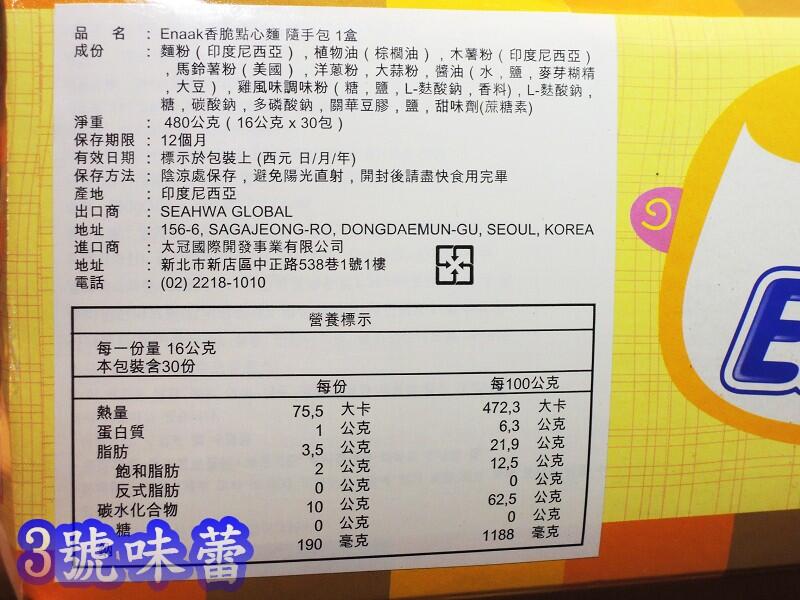 品 名 : Enaak香脆點心麵 隨手包 1盒
成份 : 麵粉(印度尼西亞),植物油(棕櫚油),木薯粉(印度尼西亞)
,馬鈴薯粉(美國),洋蔥粉,大蒜粉,醬油(水,鹽,麥芽糊精
,大豆),雞風味調味粉(糖,鹽,L-麩酸鈉,香料),L-麩酸鈉,
糖,碳酸鈉,多磷酸鈉,關華豆膠,鹽,甜味劑(蔗糖素)
淨重 : 480公克(16公克 x 30包)
保存期限 : 12個月
有效日期 : 標示於包裝上 (西元 日/月/年)
保存方法 : 陰涼處保存,避免陽光直射,開封後請盡快食用完畢
產地 : 印度尼西亞
出口商 : SEAHWA GLOBAL
地址 : 156-6, SAGAJEONG-RO, DONGDAEMUN-GU, SEOUL, KOREA
進口商 : 太冠國際開發事業有限公司
地址 : 新北市新店區中正路538巷1號1樓
電話 : (02) 2218-1010
營養標示
每一份量 16公克
本包裝含30份
每份 每100公克
熱量 75,5 大卡 472,3 大卡
蛋白質 1 公克 6,3 公克
脂肪 3,5 公克 21,9 公克
飽和脂肪 2 公克 12,5 公克
反式脂肪 0 公克 0 公克
碳水化合物 10 公克 62,5 公克
糖 0 公克 0 公克
190 毫克 1188 毫克
3號味蕾
E